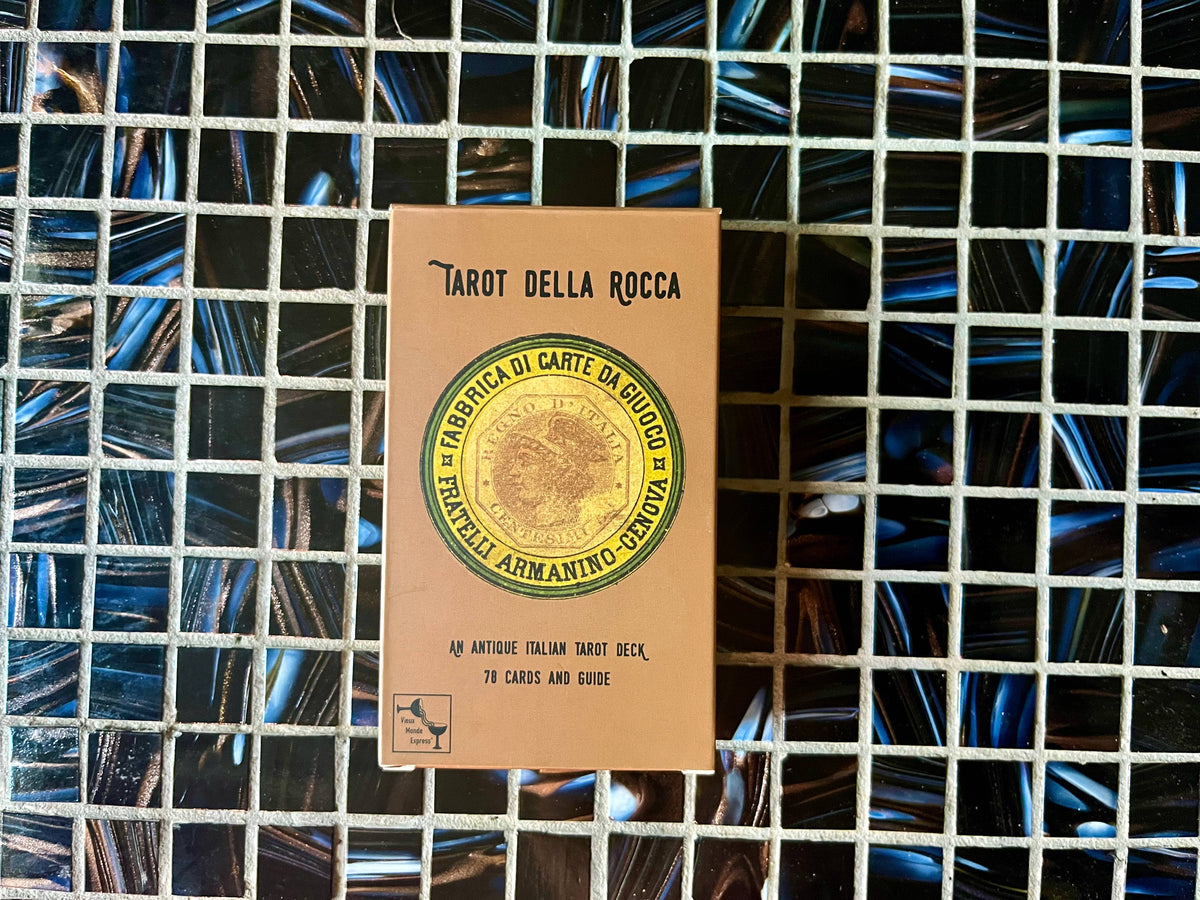 TAROT DELLA ROCCA
FABBRICA DI CARTE DA GIUOCO
FRATELLI ARMANINO-GENOVA
REGNO D'ITALIA
CENTESIMI
AN ANTIQUE ITALIAN TAROT DECK
78 CARDS AND GUIDE
Vieux
Monde
Express